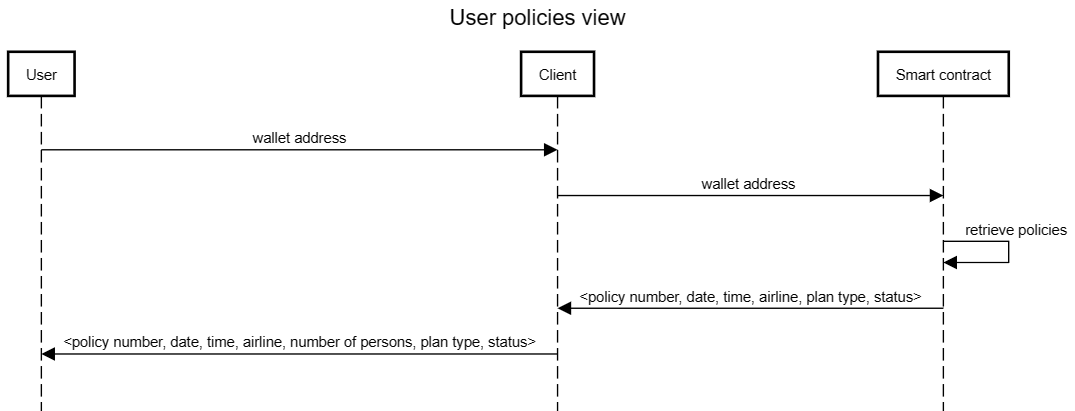 User policies view
User
Client
Smart contract
wallet address
wallet address
retrieve policies
<policy number, date, time, airline, plan type, status>
<policy number, date, time, airline, number of persons, plan type, status>